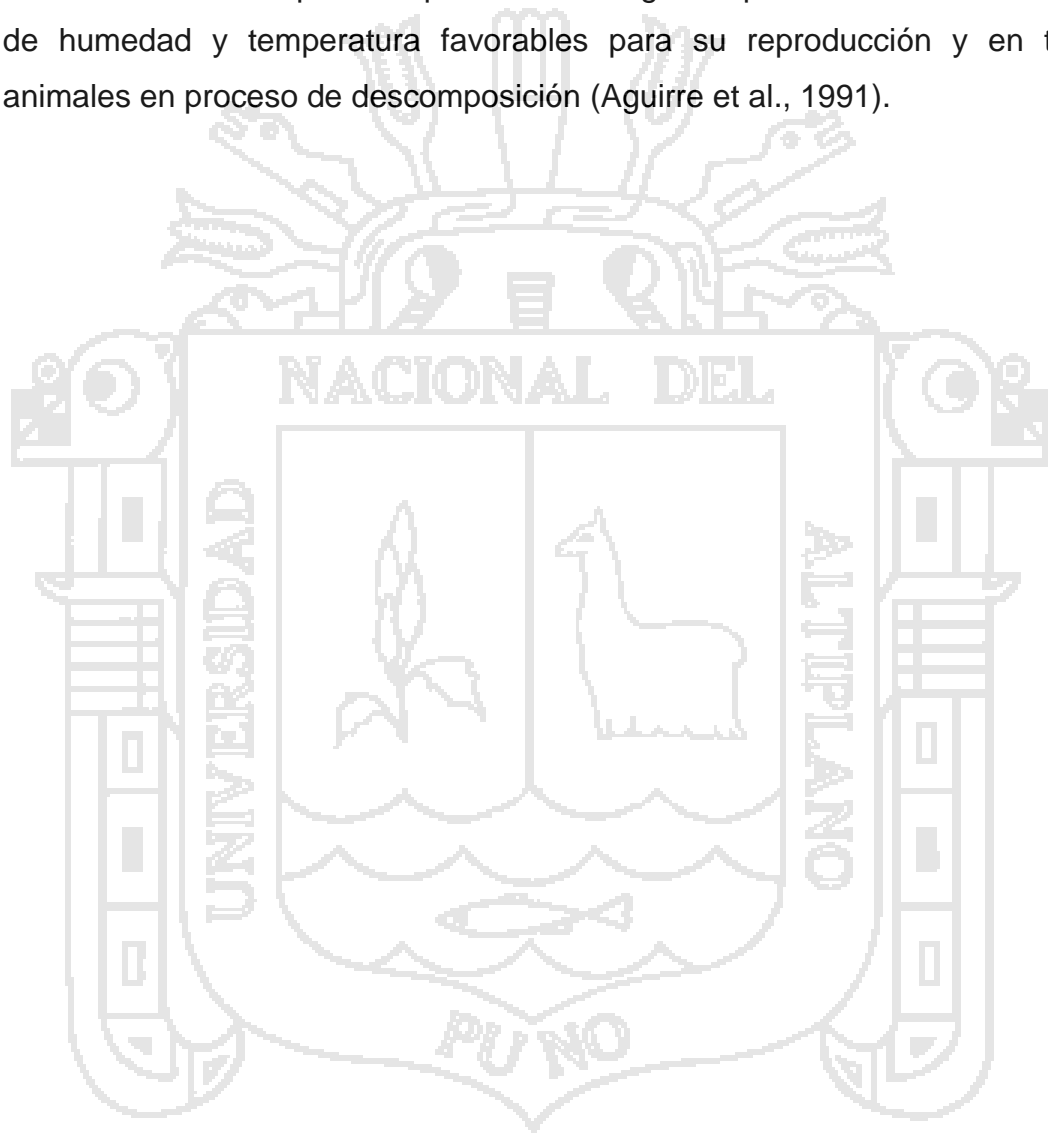 de humedad y temperatura favorables para su reproducción y en
animales en proceso de descomposición (Aguirre et al., 1991).
NACIONAL DEL
UNIVERSIDAD
ALTIPLANO
PUNO